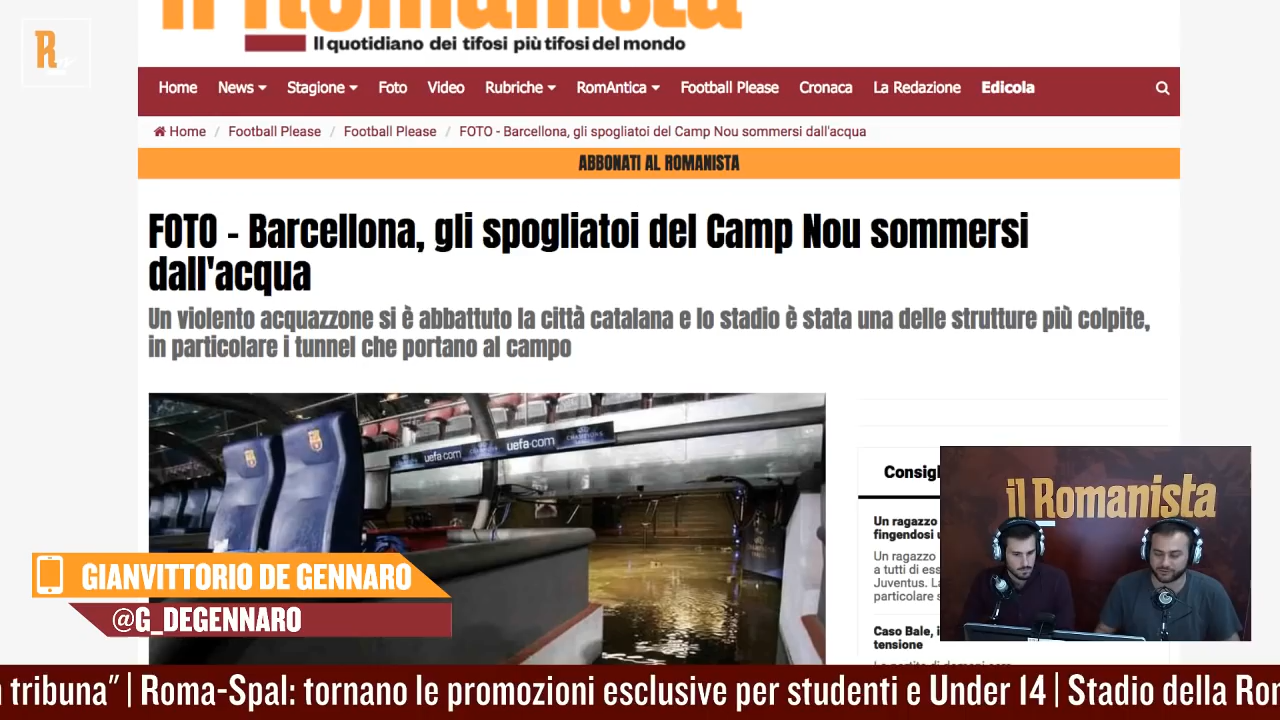 il Romanista
Il quotidiano dei tifosi più tifosi del mondo
Home News Stagione Foto Video Rubriche RomAntica Football Please Cronaca La Redazione Edicola
Home / Football Please / Football Please / FOTO - Barcellona, gli spogliatoi del Camp Nou sommersi dall'acqua
ABBONATI AL ROMANISTA
FOTO - Barcellona, gli spogliatoi del Camp Nou sommersi
dall'acqua
Un violento acquazzone si è abbattuto la città catalana e lo stadio è stata una delle strutture più colpite,
in particolare i tunnel che portano al campo
uefa.com
CHAMPIONS
uefa.com
Consigl
Un ragazzo
fingendosi u
Un ragazzo
a tutti di ess
Juventus. La
particolare s
Caso Bale, i
tensione
il Romanista
GIANVITTORIO DE GENNARO
@G_DEGENNARO
tribuna" | Roma-Spal: tornano le promozioni esclusive per studenti e Under 14 | Stadio della Ro